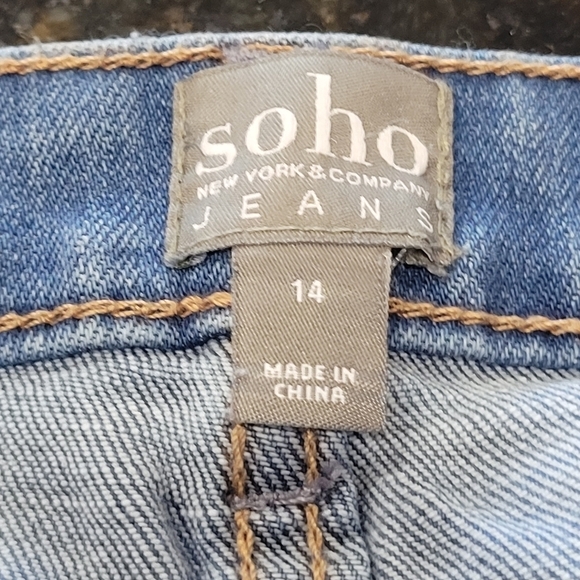 soho
NEW YORK & COMPANY
JEANS
14
MADE IN
CHINA